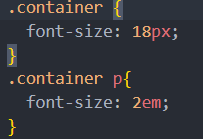 .container {
  font-size: 18px;
}
.container p{
  font-size: 2em;
}